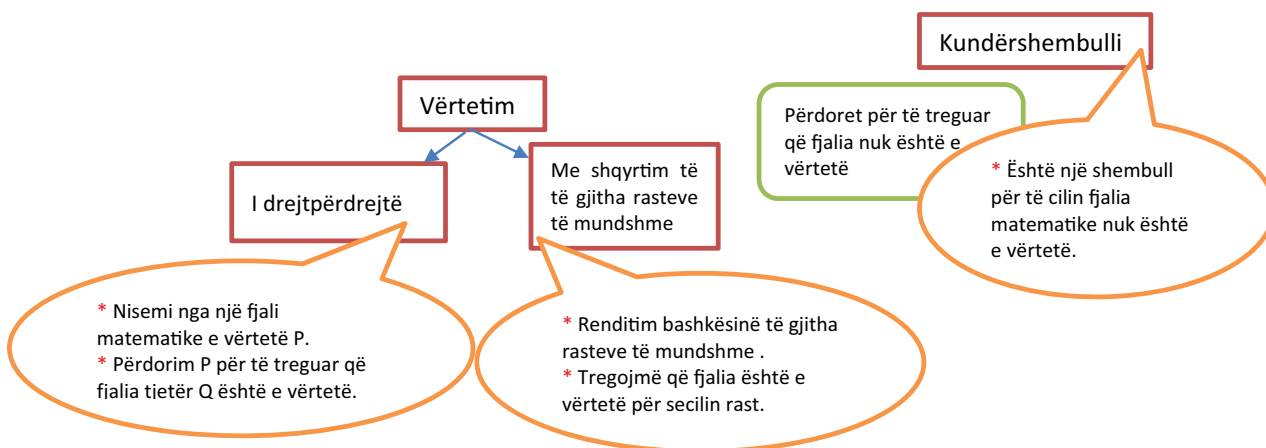 Kundërshembulli
Vërtetim
Përdoret për të treguar
që fjalia nuk është e
vërtetë
I drejtpërdrejtë
Me shqyrtim të
të gjitha rasteve
të mundshme
* Është një shembull
për të cilin fjalia
matematike nuk është
e vërtetë.
* Nisemi nga një fjali
matematike e vërtetë P.
* Përdorim P për të treguar që
fjalia tjetër Q është e vërtetë.
* Renditim bashkësinë të gjitha
rasteve të mundshme .
* Tregojmë që fjalia është e
vërtetë për secilin rast.